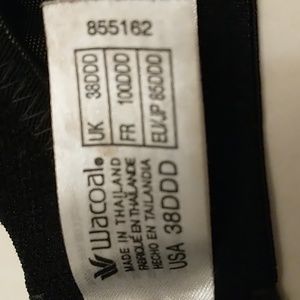 855162
UK 38DDD
FR 100DDD
EU/JP 85DDD
wacoal®
MADE IN THAILAND
FABRIQUÉ EN THAÏLANDE
HECHO EN TAILANDIA
USA 38DDD